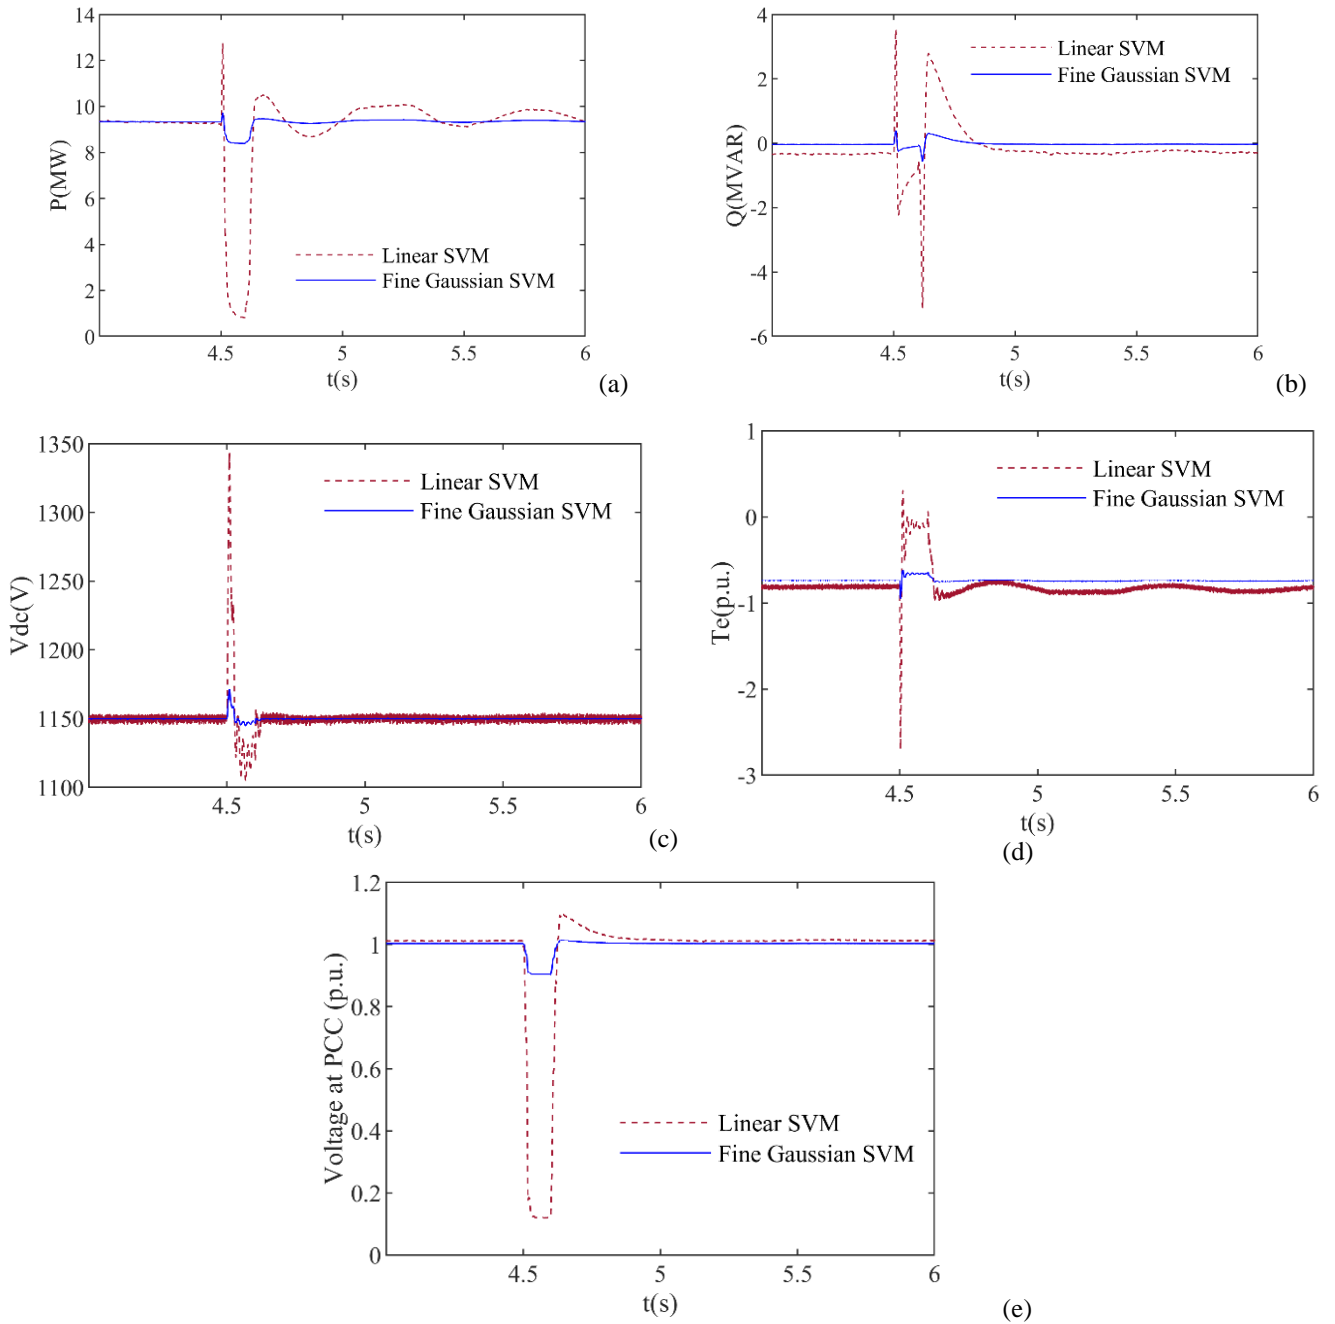 14
12
10
8
6
4
2
0
P(MW)
Linear SVM
Fine Gaussian SVM
4.5 5 5.5 6
t(s)
(a)
4
2
0
-2
-4
-6
Q(MVAR)
Linear SVM
Fine Gaussian SVM
4.5 5 5.5 6
t(s)
(b)
1350
1300
1250
1200
1150
1100
Vdc(V)
Linear SVM
Fine Gaussian SVM
4.5 5 5.5 6
t(s)
(c)
1
0
-1
-2
-3
Te(p.u.)
Linear SVM
Fine Gaussian SVM
4.5 5 5.5 6
t(s)
(d)
1.2
1
0.8
0.6
0.4
0.2
0
Voltage at PCC (p.u.)
Linear SVM
Fine Gaussian SVM
4.5 5 5.5 6
t(s)
(e)